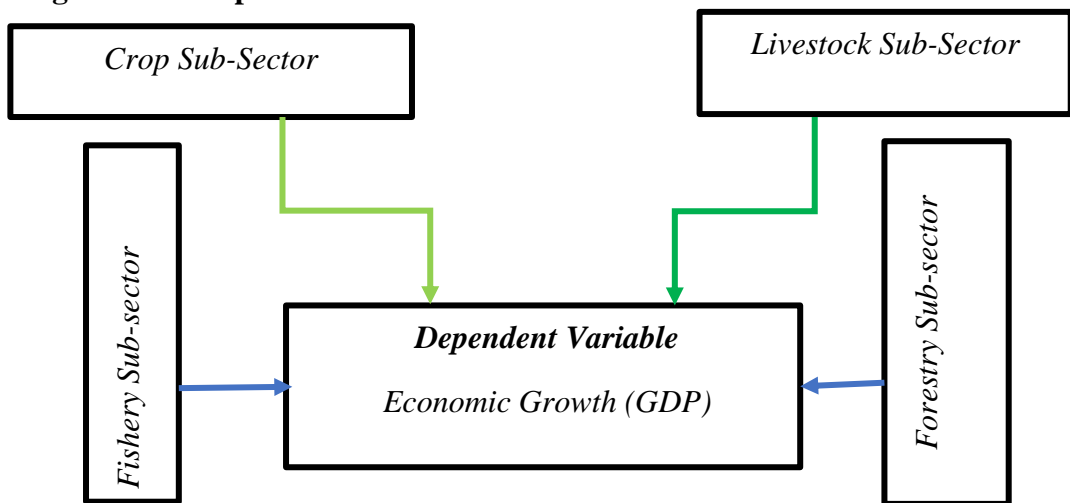 Crop Sub-Sector
Livestock Sub-Sector
Fishery Sub-sector
Dependent Variable
Economic Growth (GDP)
Forestry Sub-sector